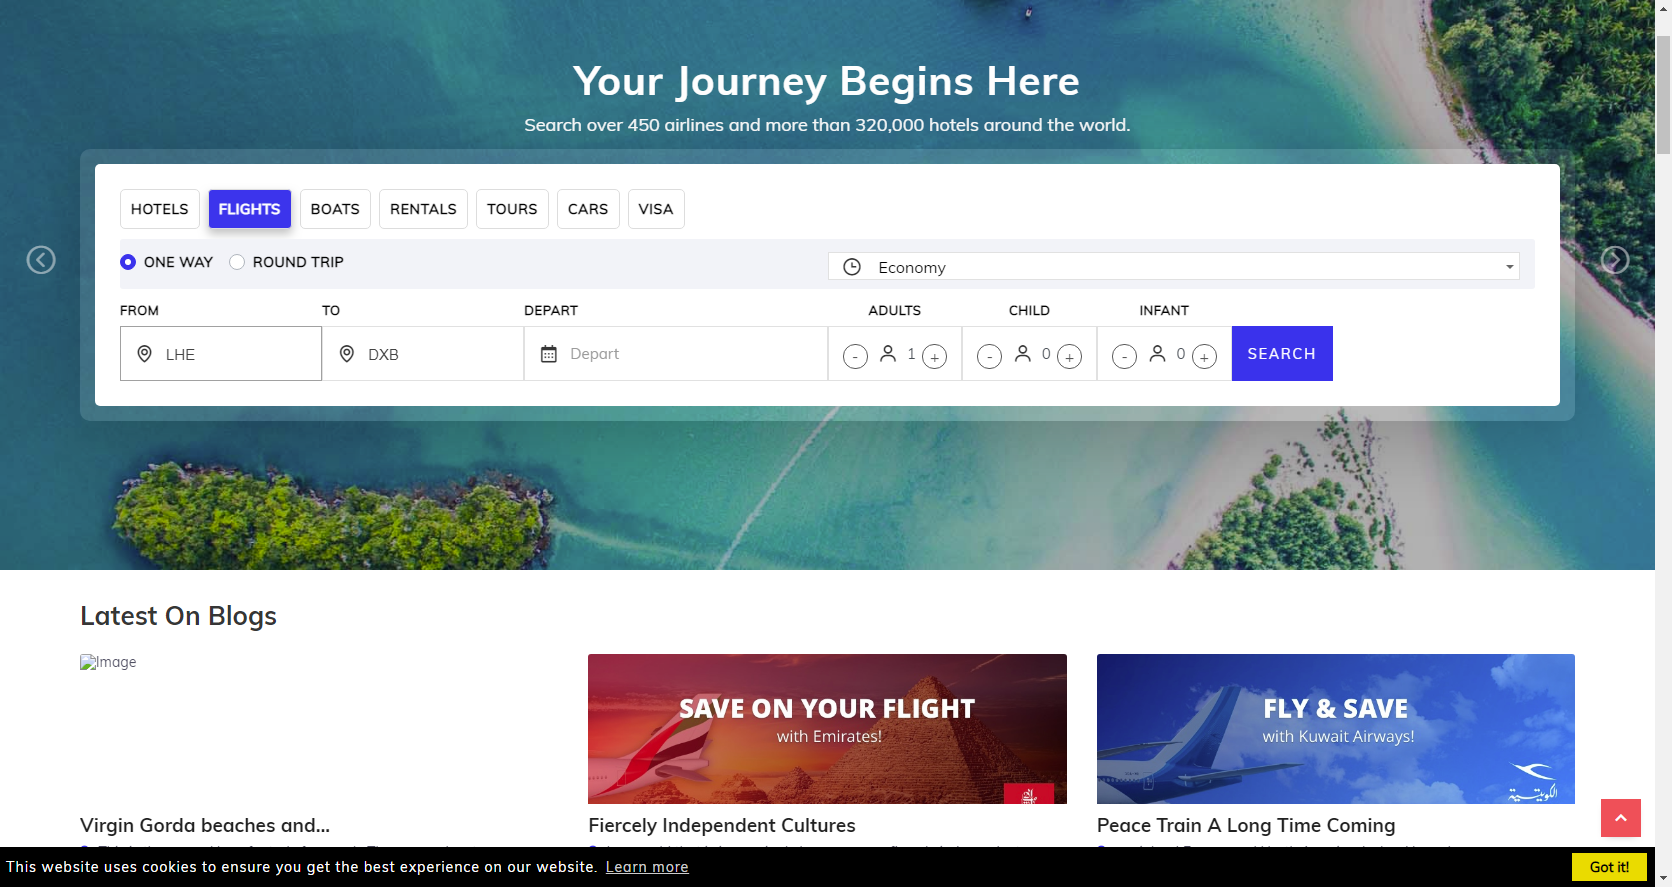 Your Journey Begins Here
Search over 450 airlines and more than 320,000 hotels around the world.
HOTELS FLIGHTS BOATS RENTALS TOURS CARS VISA
ONE WAY ROUND TRIP Economy
FROM TO DEPART ADULTS CHILD INFANT
LHE DXB Depart - 1 + - 0 + - 0 + SEARCH
Latest On Blogs
Image
SAVE ON YOUR FLIGHT
with Emirates!
FLY & SAVE
with Kuwait Airways!
الكويتية
Virgin Gorda beaches and...
Fiercely Independent Cultures
Peace Train A Long Time Coming
This website uses cookies to ensure you get the best experience on our website. Learn more Got it!